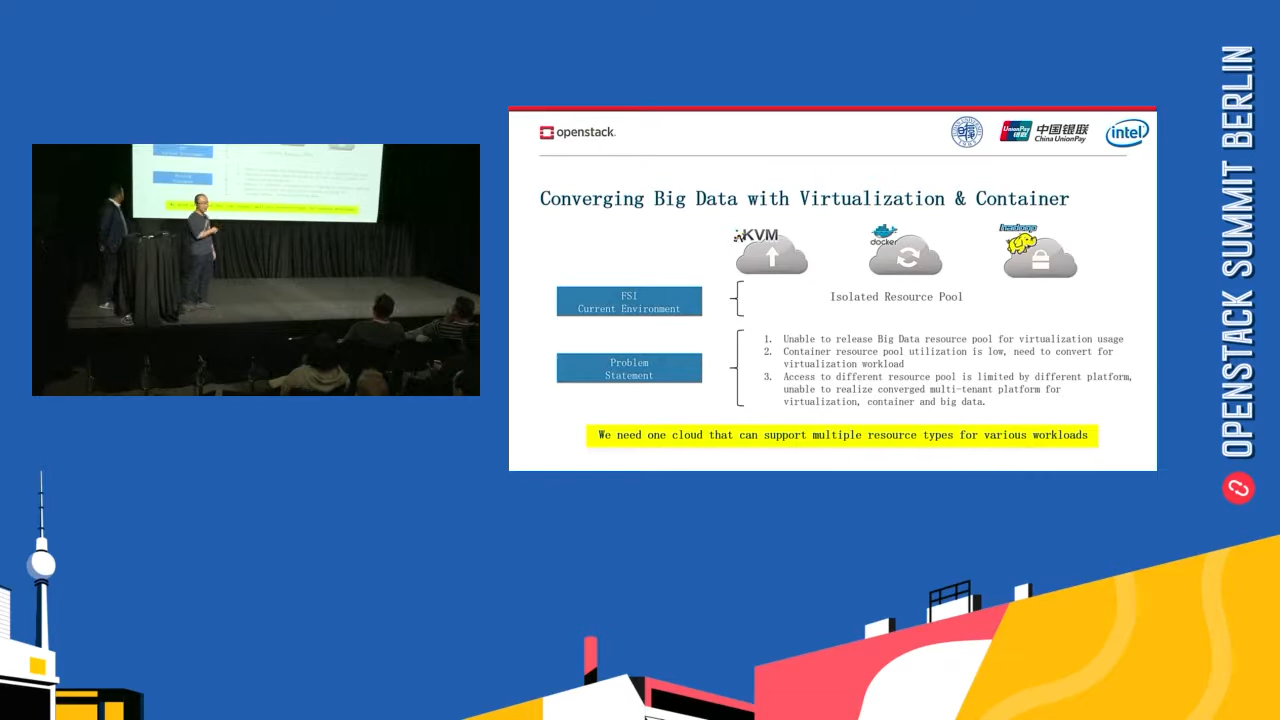 openstack.
UnionPay
银联
中国银联
China UnionPay
intel
Converging Big Data with Virtualization & Container
KVM
docker
hadoop
FSI
Current Environment
Isolated Resource Pool
Problem
Statement
1. Unable to release Big Data resource pool for virtualization usage
2. Container resource pool utilization is low, need to convert for
virtualization workload
3. Access to different resource pool is limited by different platform,
unable to realize converged multi-tenant platform for
virtualization, container and big data.
We need one cloud that can support multiple resource types for various workloads
OPENSTACK SUMMIT BERLIN